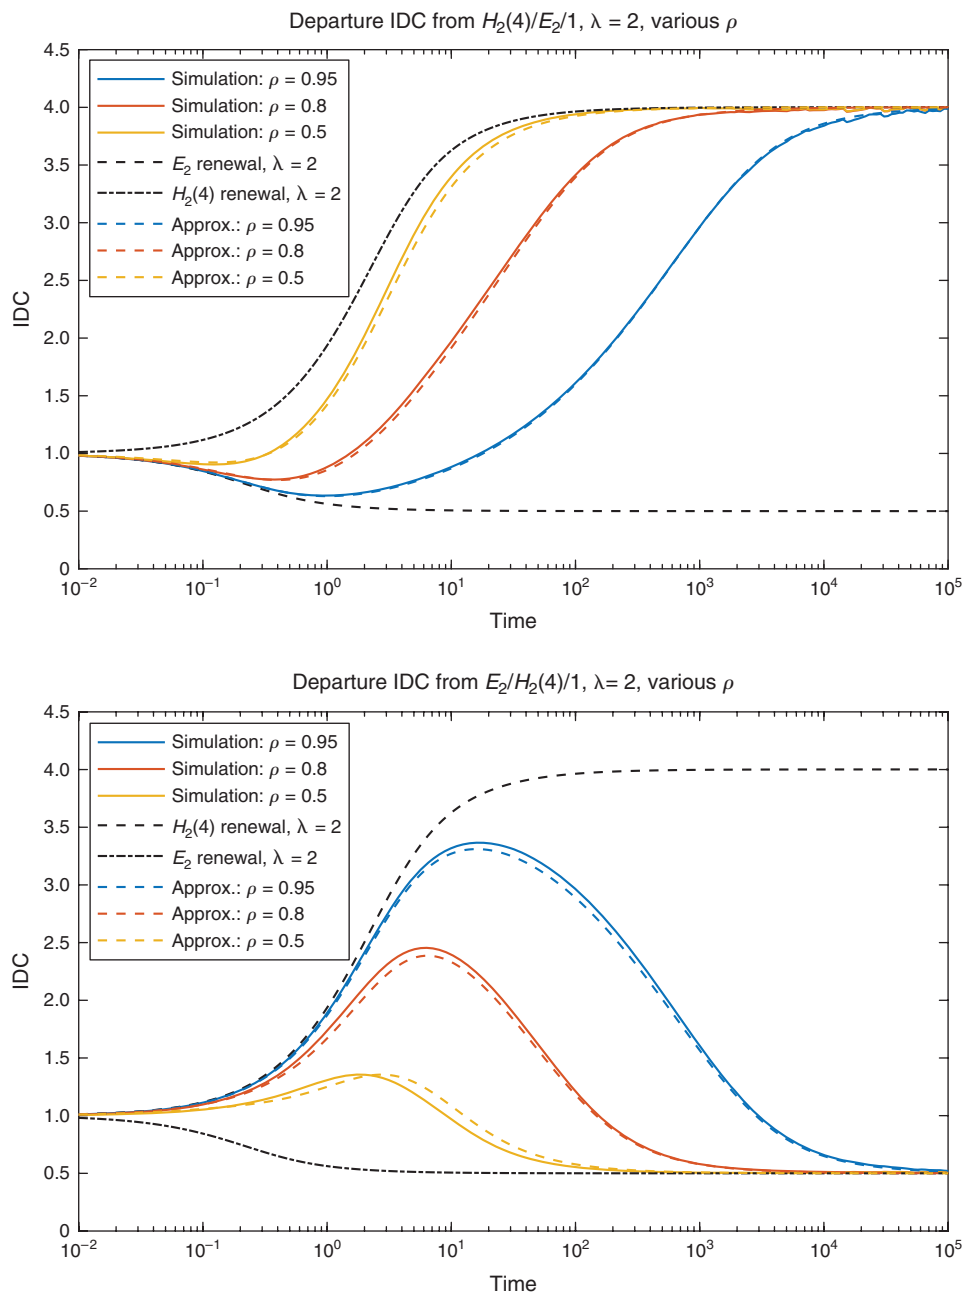 Departure IDC from H₂(4)/E₂/1, λ = 2, various ρ
4.5
4.0
3.5
3.0
2.5
2.0
1.5
1.0
0.5
0
IDC
Simulation: ρ = 0.95
Simulation: ρ = 0.8
Simulation: ρ = 0.5
E₂ renewal, λ = 2
H₂(4) renewal, λ = 2
Approx.: ρ = 0.95
Approx.: ρ = 0.8
Approx.: ρ = 0.5
10⁻² 10⁻¹ 10⁰ 10¹ 10² 10³ 10⁴ 10⁵
Time
Departure IDC from E₂/H₂(4)/1, λ= 2, various ρ
4.5
4.0
3.5
3.0
2.5
2.0
1.5
1.0
0.5
0
IDC
Simulation: ρ = 0.95
Simulation: ρ = 0.8
Simulation: ρ = 0.5
H₂(4) renewal, λ = 2
E₂ renewal, λ = 2
Approx.: ρ = 0.95
Approx.: ρ = 0.8
Approx.: ρ = 0.5
10⁻² 10⁻¹ 10⁰ 10¹ 10² 10³ 10⁴ 10⁵
Time